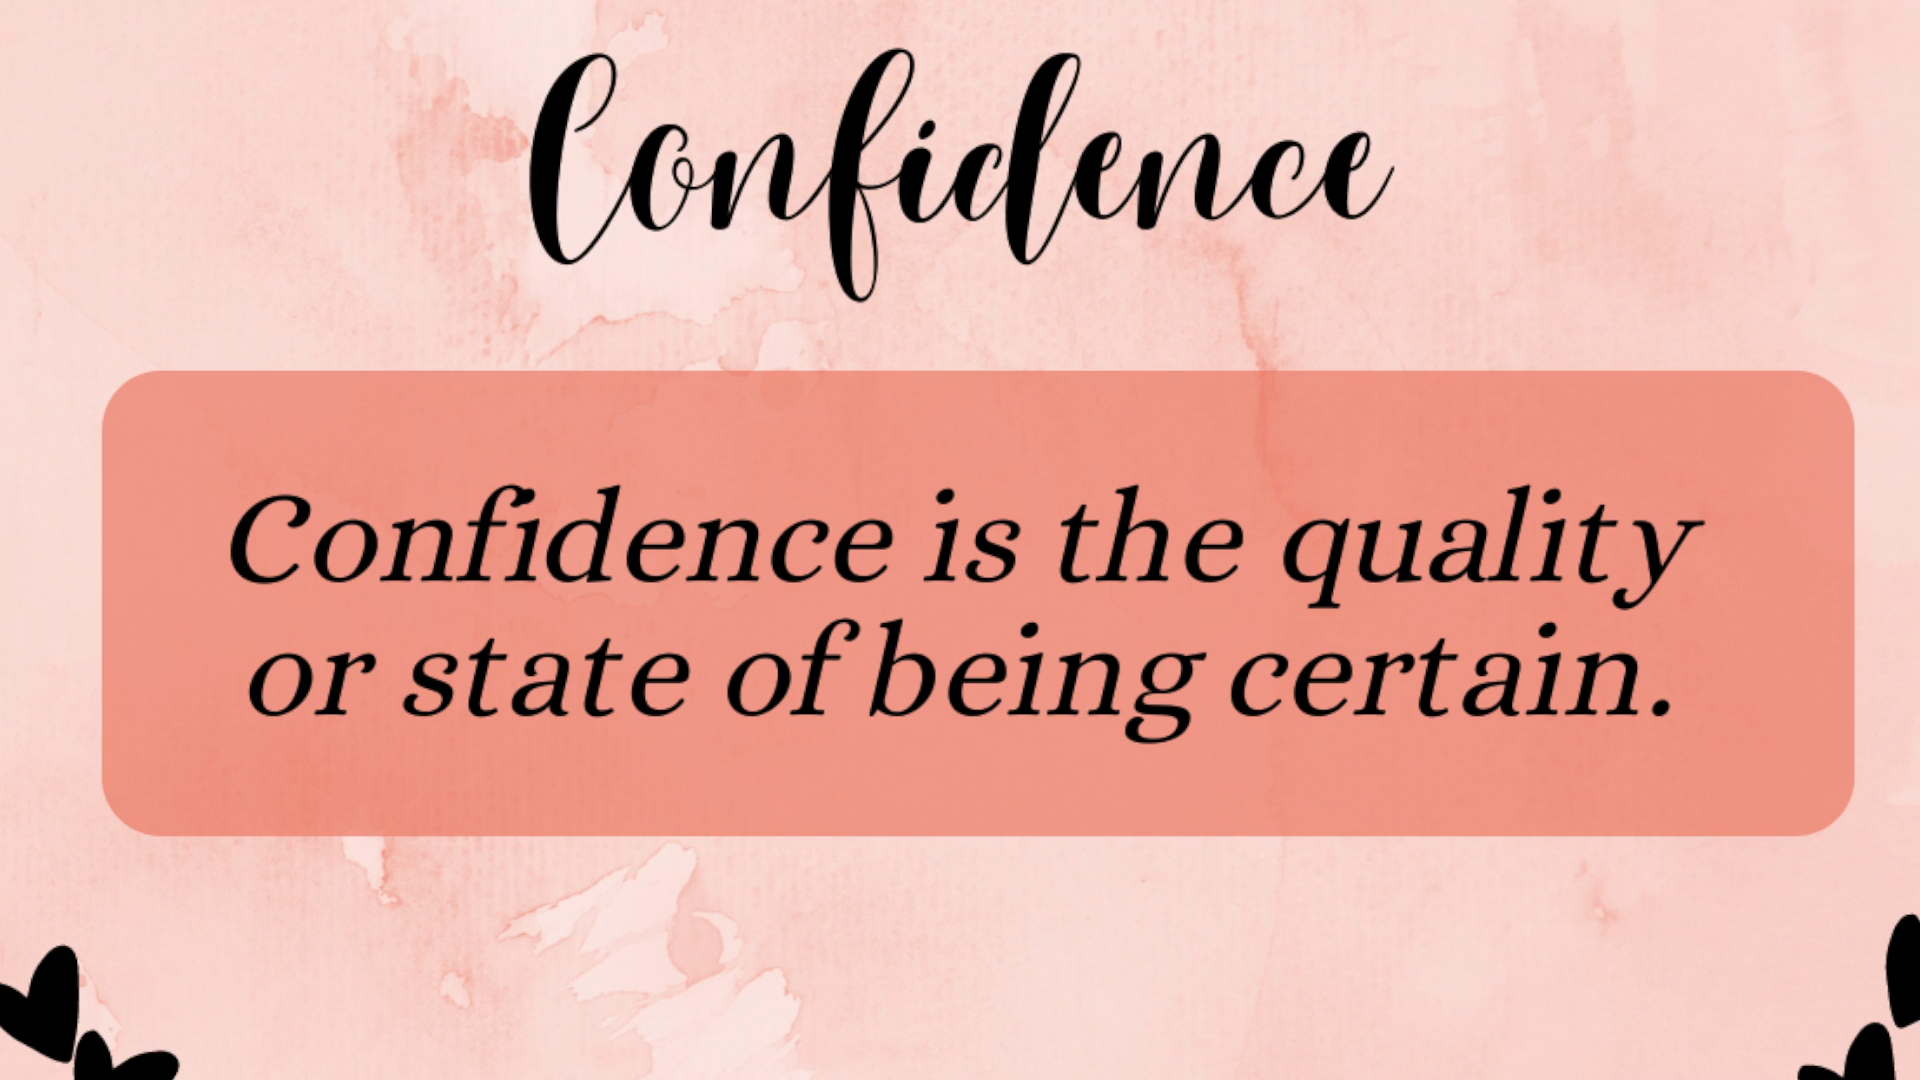 Confidence
Confidence is the quality
or state of being certain.